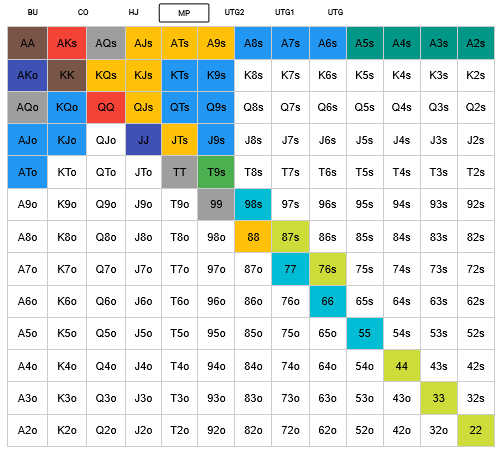 BU CO HJ MP UTG2 UTG1 UTG
AA AKs AQs AJs ATs A9s A8s A7s A6s A5s A4s A3s A2s
AKo KK KQs KJs KTs K9s K8s K7s K6s K5s K4s K3s K2s
AQo KQo QQ QJs QTs Q9s Q8s Q7s Q6s Q5s Q4s Q3s Q2s
AJo KJo QJo JJ JTs J9s J8s J7s J6s J5s J4s J3s J2s
ATo KTo QTo JTo TT T9s T8s T7s T6s T5s T4s T3s T2s
A9o K9o Q9o J9o T9o 99 98s 97s 96s 95s 94s 93s 92s
A8o K8o Q8o J8o T8o 98o 88 87s 86s 85s 84s 83s 82s
A7o K7o Q7o J7o T7o 97o 87o 77 76s 75s 74s 73s 72s
A6o K6o Q6o J6o T6o 96o 86o 76o 66 65s 64s 63s 62s
A5o K5o Q5o J5o T5o 95o 85o 75o 65o 55 54s 53s 52s
A4o K4o Q4o J4o T4o 94o 84o 74o 64o 54o 44 43s 42s
A3o K3o Q3o J3o T3o 93o 83o 73o 63o 53o 43o 33 32s
A2o K2o Q2o J2o T2o 92o 82o 72o 62o 52o 42o 32o 22